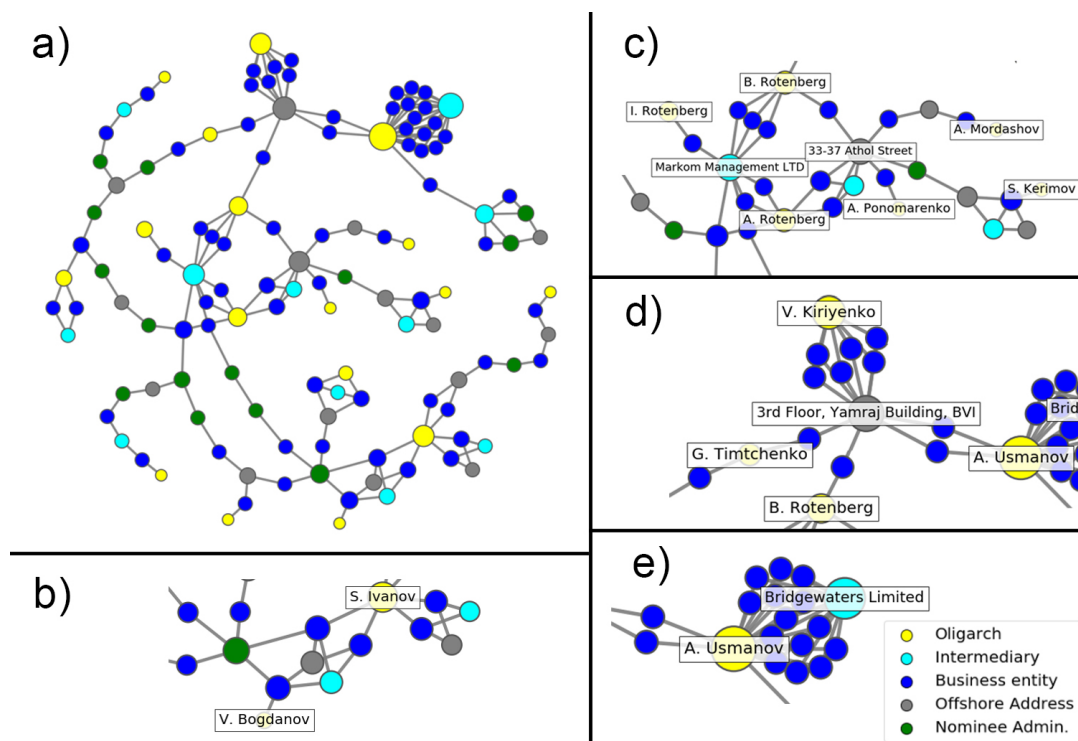 a)
b)
S. Ivanov
V. Bogdanov
c)
B. Rotenberg
I. Rotenberg
A. Mordashov
33-37 Athol Street
Markom Management LTD
S. Kerimov
A. Ponomarenko
A. Rotenberg
d)
V. Kiriyenko
3rd Floor, Yamraj Building, BVI
Brid
G. Timtchenko
A. Usmanov
B. Rotenberg
e)
Bridgewaters Limited
A. Usmanov
Oligarch
Intermediary
Business entity
Offshore Address
Nominee Admin.